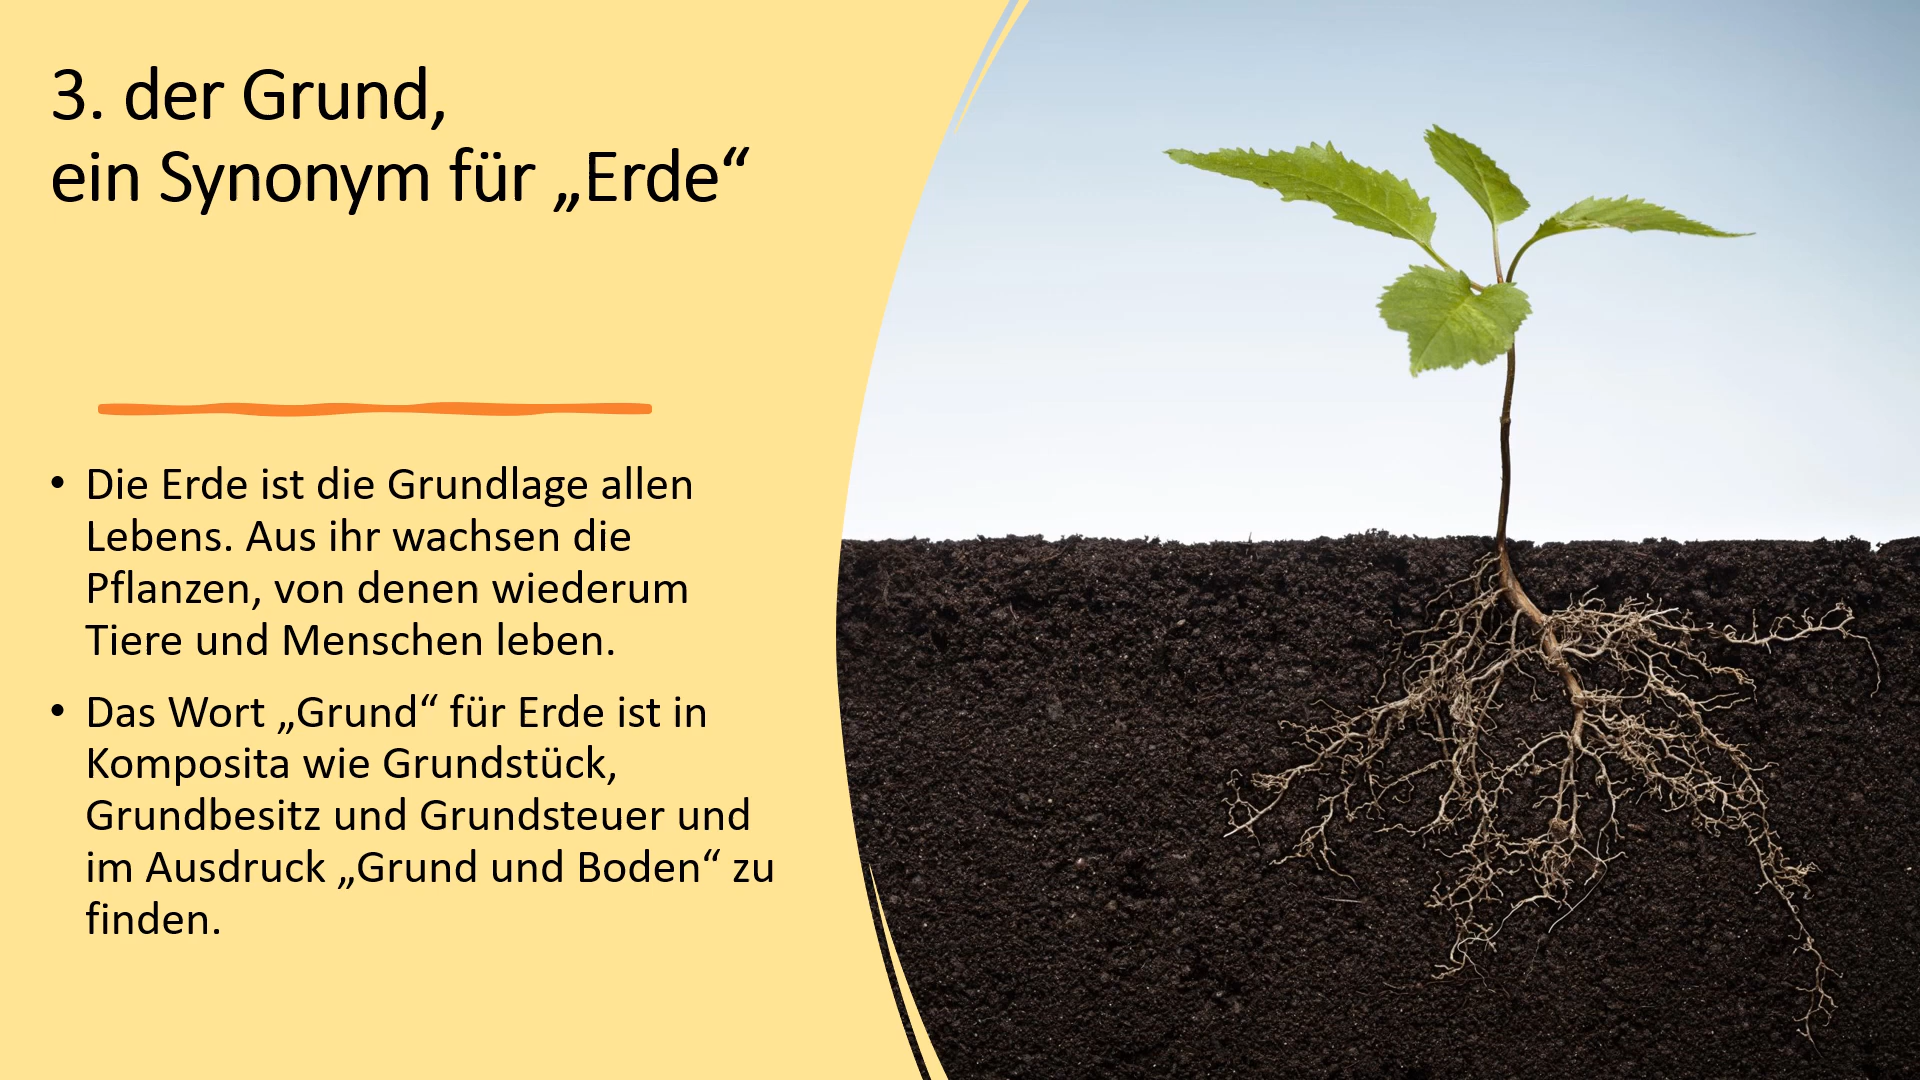 3. der Grund,
ein Synonym für „Erde“
• Die Erde ist die Grundlage allen
Lebens. Aus ihr wachsen die
Pflanzen, von denen wiederum
Tiere und Menschen leben.
• Das Wort „Grund“ für Erde ist in
Komposita wie Grundstück,
Grundbesitz und Grundsteuer und
im Ausdruck „Grund und Boden“ zu
finden.